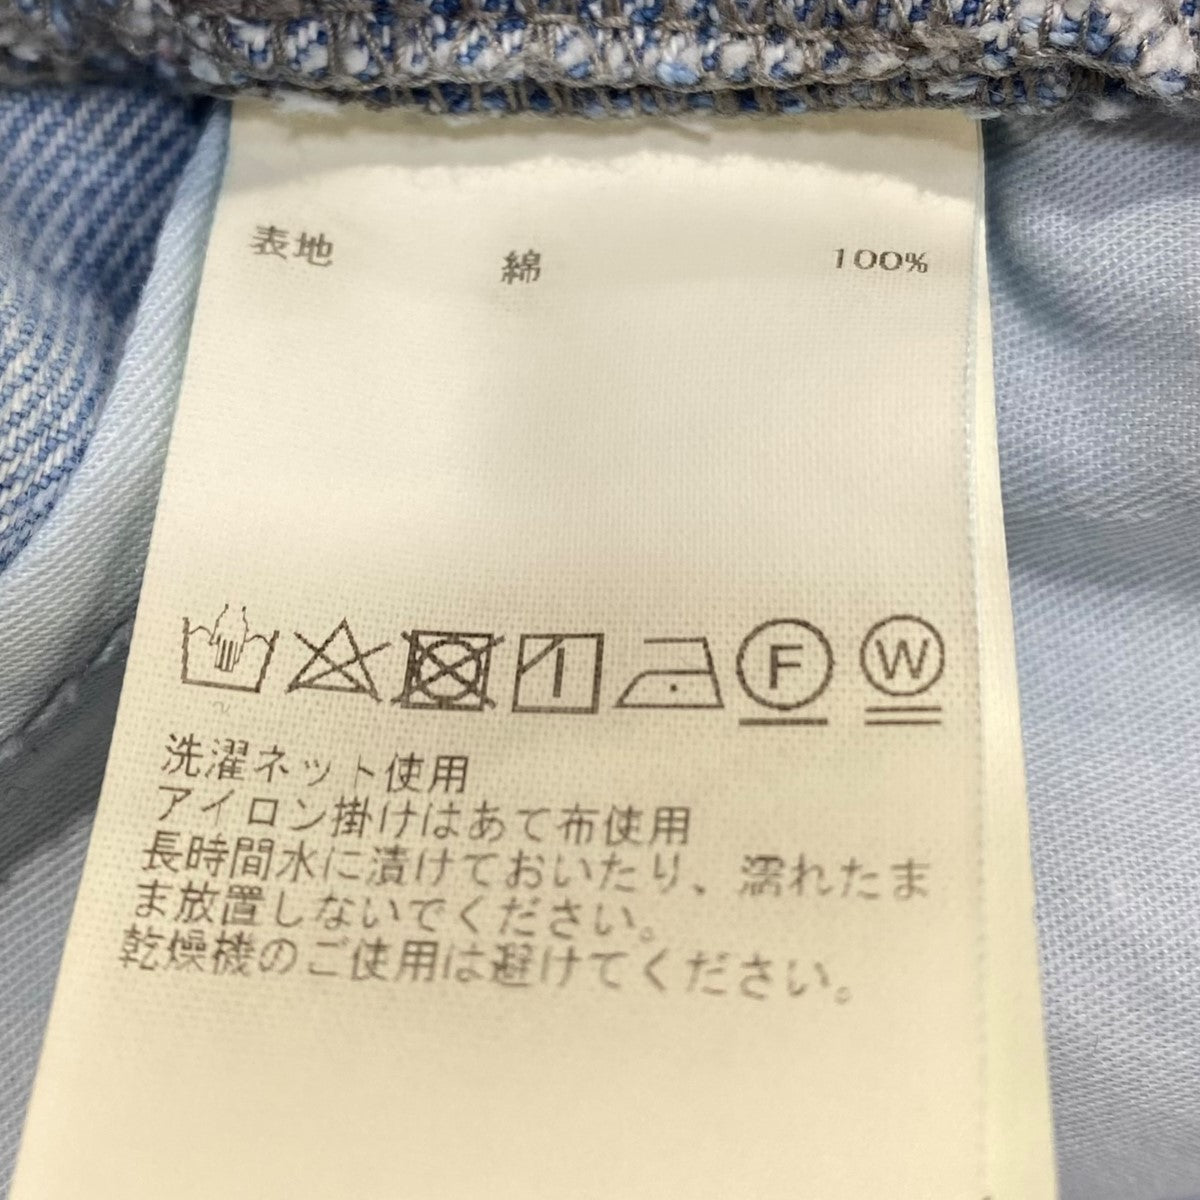 表地 綿 100%
F W
洗濯ネット使用
アイロン掛けはあて布使用
長時間水に漬けておいたり、濡れたまま
ま放置しないでください。
乾燥機のご使用は避けてください。